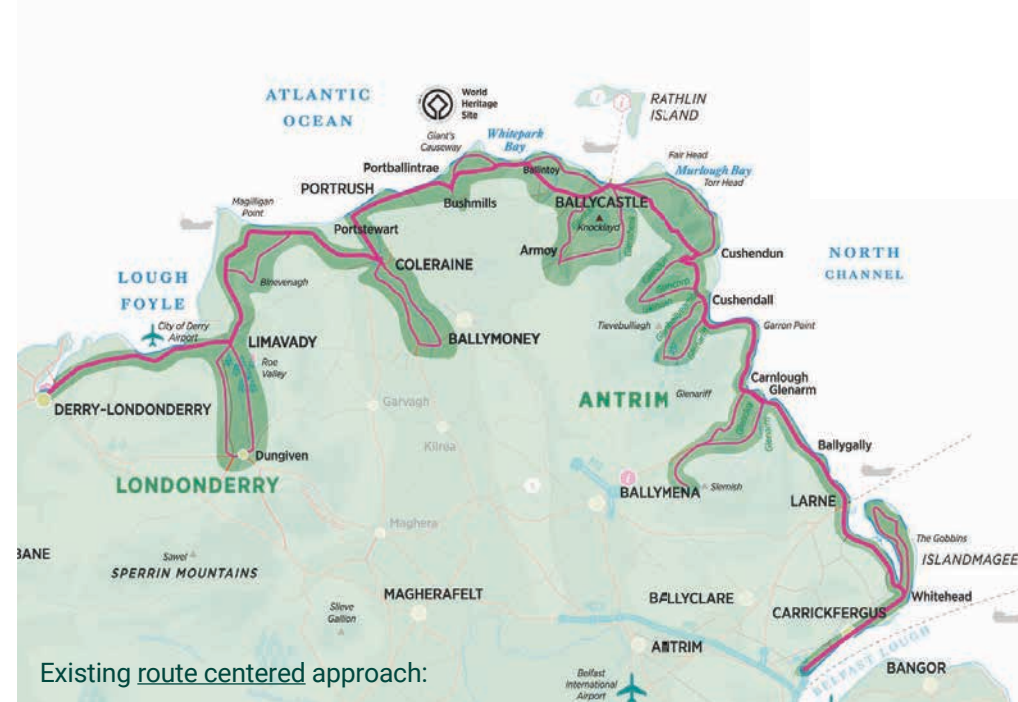 ATLANTIC
OCEAN
World
Heritage
Site
RATHLIN
ISLAND
Giant's
Causeway
Whitepark
Bay
Fair Head
Portballintrae
Ballintoy
Murlough Bay
Torr Head
PORTRUSH
Bushmills
BALLYCASTLE
Magilligan
Point
Portstewart
Knocklayd
Armoy
Cushendun
NORTH
CHANNEL
COLERAINE
LOUGH
FOYLE
Binevenagh
Cushendall
City of Derry
Airport
Tievebulliagh
Garron Point
LIMAVADY
BALLYMONEY
Roe
Valley
Carnlough
Glenarm
ANTRIM
Glenariff
DERRY-LONDONDERRY
Garvagh
Kilrea
Ballygally
Dungiven
LONDONDERRY
BALLYMENA
Slemish
LARNE
Maghera
The Gobbins
ISLANDMAGEE
BANE
Sawel
SPERRIN MOUNTAINS
MAGHERAFELT
BALLYCLARE
Whitehead
CARRICKFERGUS
Slieve
Gallion
ANTRIM
BELFAST LOUGH
BANGOR
Existing route centered approach:
Belfast
International
Airport